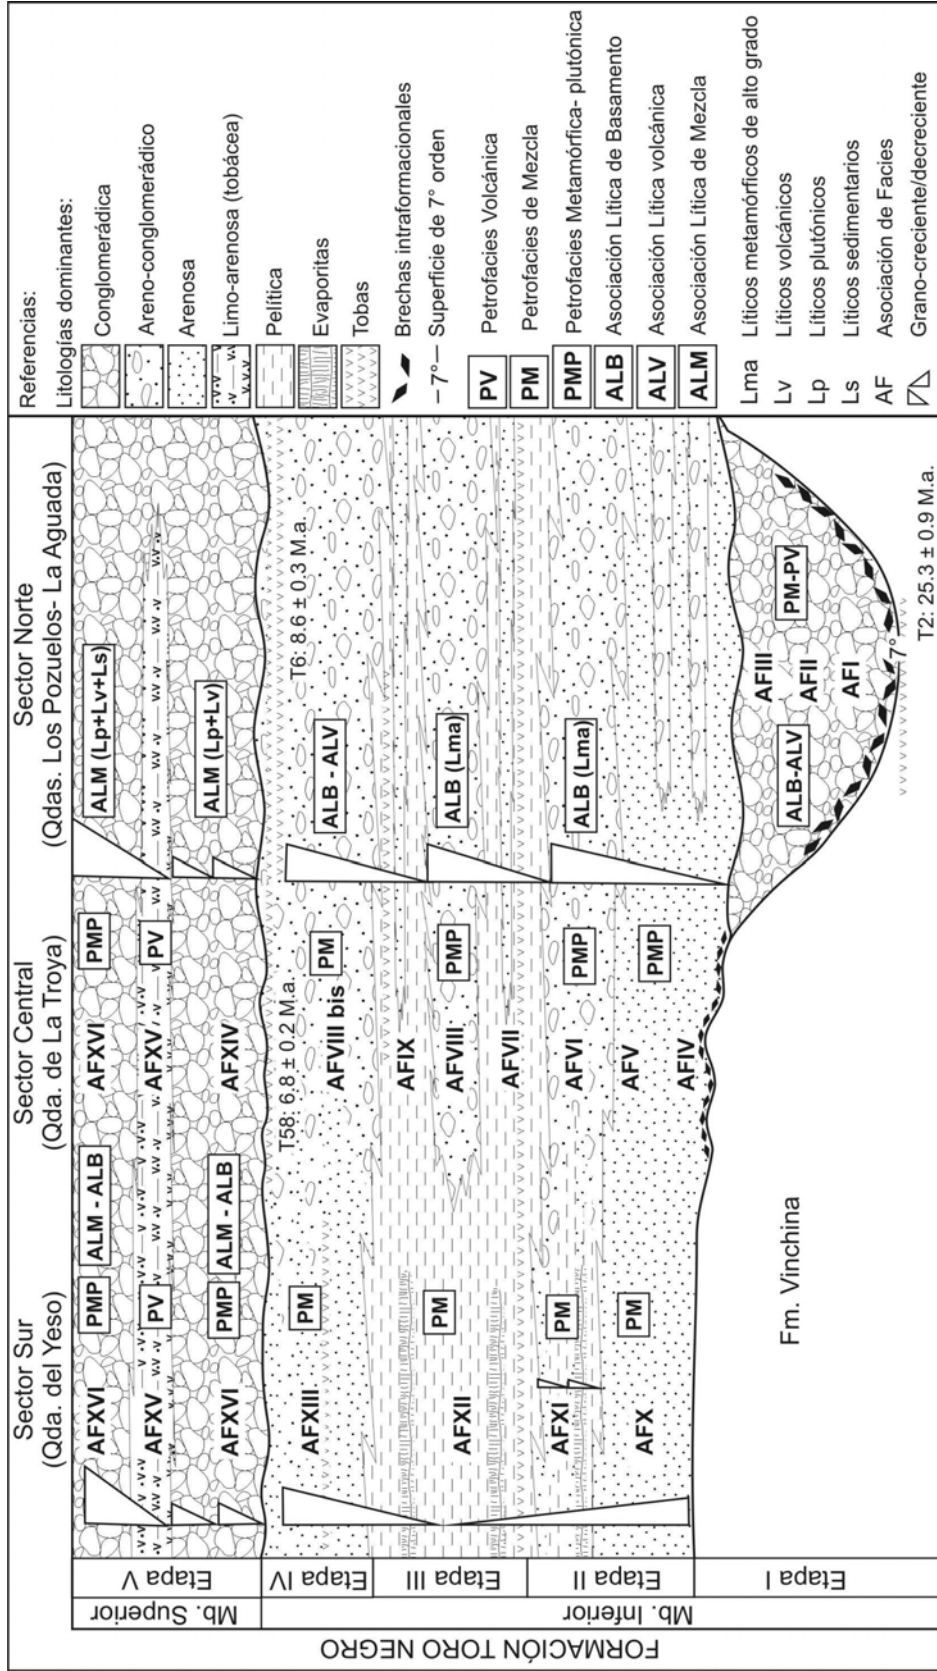 FORMACIÓN TORO NEGRO
Mb. Superior
Mb. Inferior
Etapa V
Etapa IV
Etapa III
Etapa II
Etapa I
Sector Sur
(Qda. del Yeso)
Sector Central
(Qda. de La Troya)
Sector Norte
(Qdas. Los Pozuelos- La Aguada)
AFXVI
PMP
ALM - ALB
AFXVI
PMP
ALM (Lp+Lv+Ls)
AFXV
PV
AFXV
PV
AFXVI
PMP
ALM - ALB
AFXIV
ALM (Lp+Lv)
T58: 6.8 ± 0.2 M.a.
T6: 8.6 ± 0.3 M.a.
AFXIII
PM
AFVIII bis
PM
ALB - ALV
AFXII
PM
AFIX
AFVIII
PMP
AFVII
ALB (Lma)
AFXI
PM
AFVI
PMP
ALB (Lma)
AFX
PM
AFV
PMP
AFIV
Fm. Vinchina
ALB-ALV
AFIII
AFII
AFI
PM-PV
7°
T2: 25.3 ± 0.9 M.a.
Referencias:
Litologías dominantes:
Conglomerádica
Areno-conglomerádico
Arenosa
Limo-arenosa (tobácea)
Pelítica
Evaporitas
Tobas
Brechas intraformacionales
– 7°— Superficie de 7° orden
PV Petrofacies Volcánica
PM Petrofacies de Mezcla
PMP Petrofacies Metamórfica- plutónica
ALB Asociación Lítica de Basamento
ALV Asociación Lítica volcánica
ALM Asociación Lítica de Mezcla
Lma Líticos metamórficos de alto grado
Lv Líticos volcánicos
Lp Líticos plutónicos
Ls Líticos sedimentarios
AF Asociación de Facies
Grano-creciente/decreciente